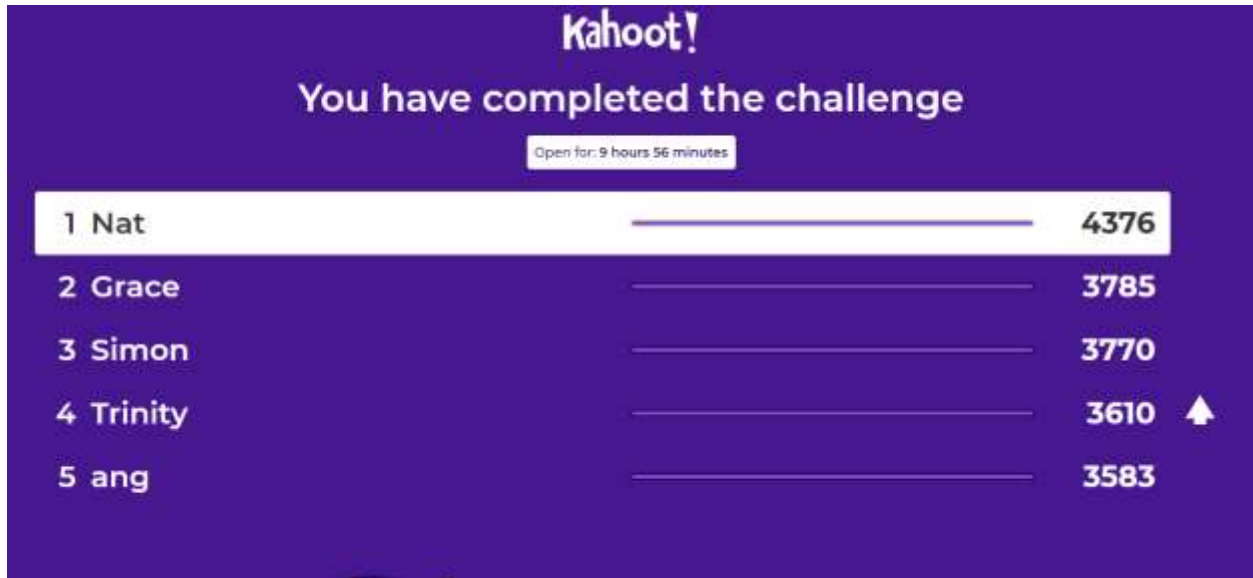 Kahoot!
You have completed the challenge
Open for: 9 hours 56 minutes
1 Nat 4376
2 Grace 3785
3 Simon 3770
4 Trinity 3610
5 ang 3583